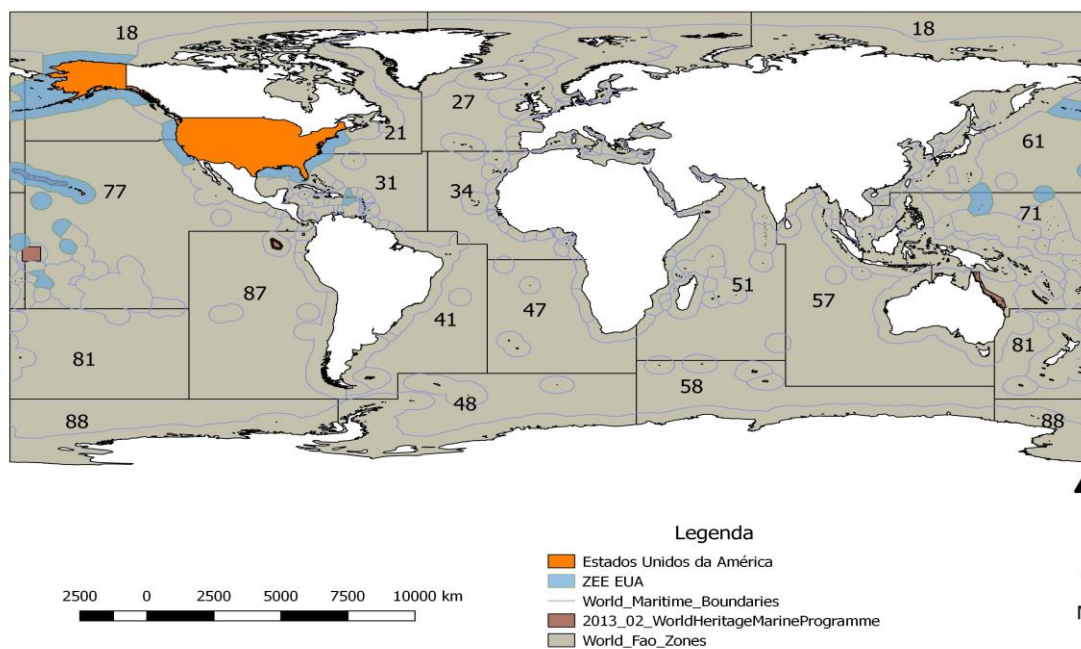 18 18
27
21 61
77 31 34
71
87 51
47 57
41
81 81
58
48
88 88
Legenda
Estados Unidos da América
ZEE EUA
World_Maritime_Boundaries
2013_02_WorldHeritageMarineProgramme
World_Fao_Zones
2500 0 2500 5000 7500 10000 km